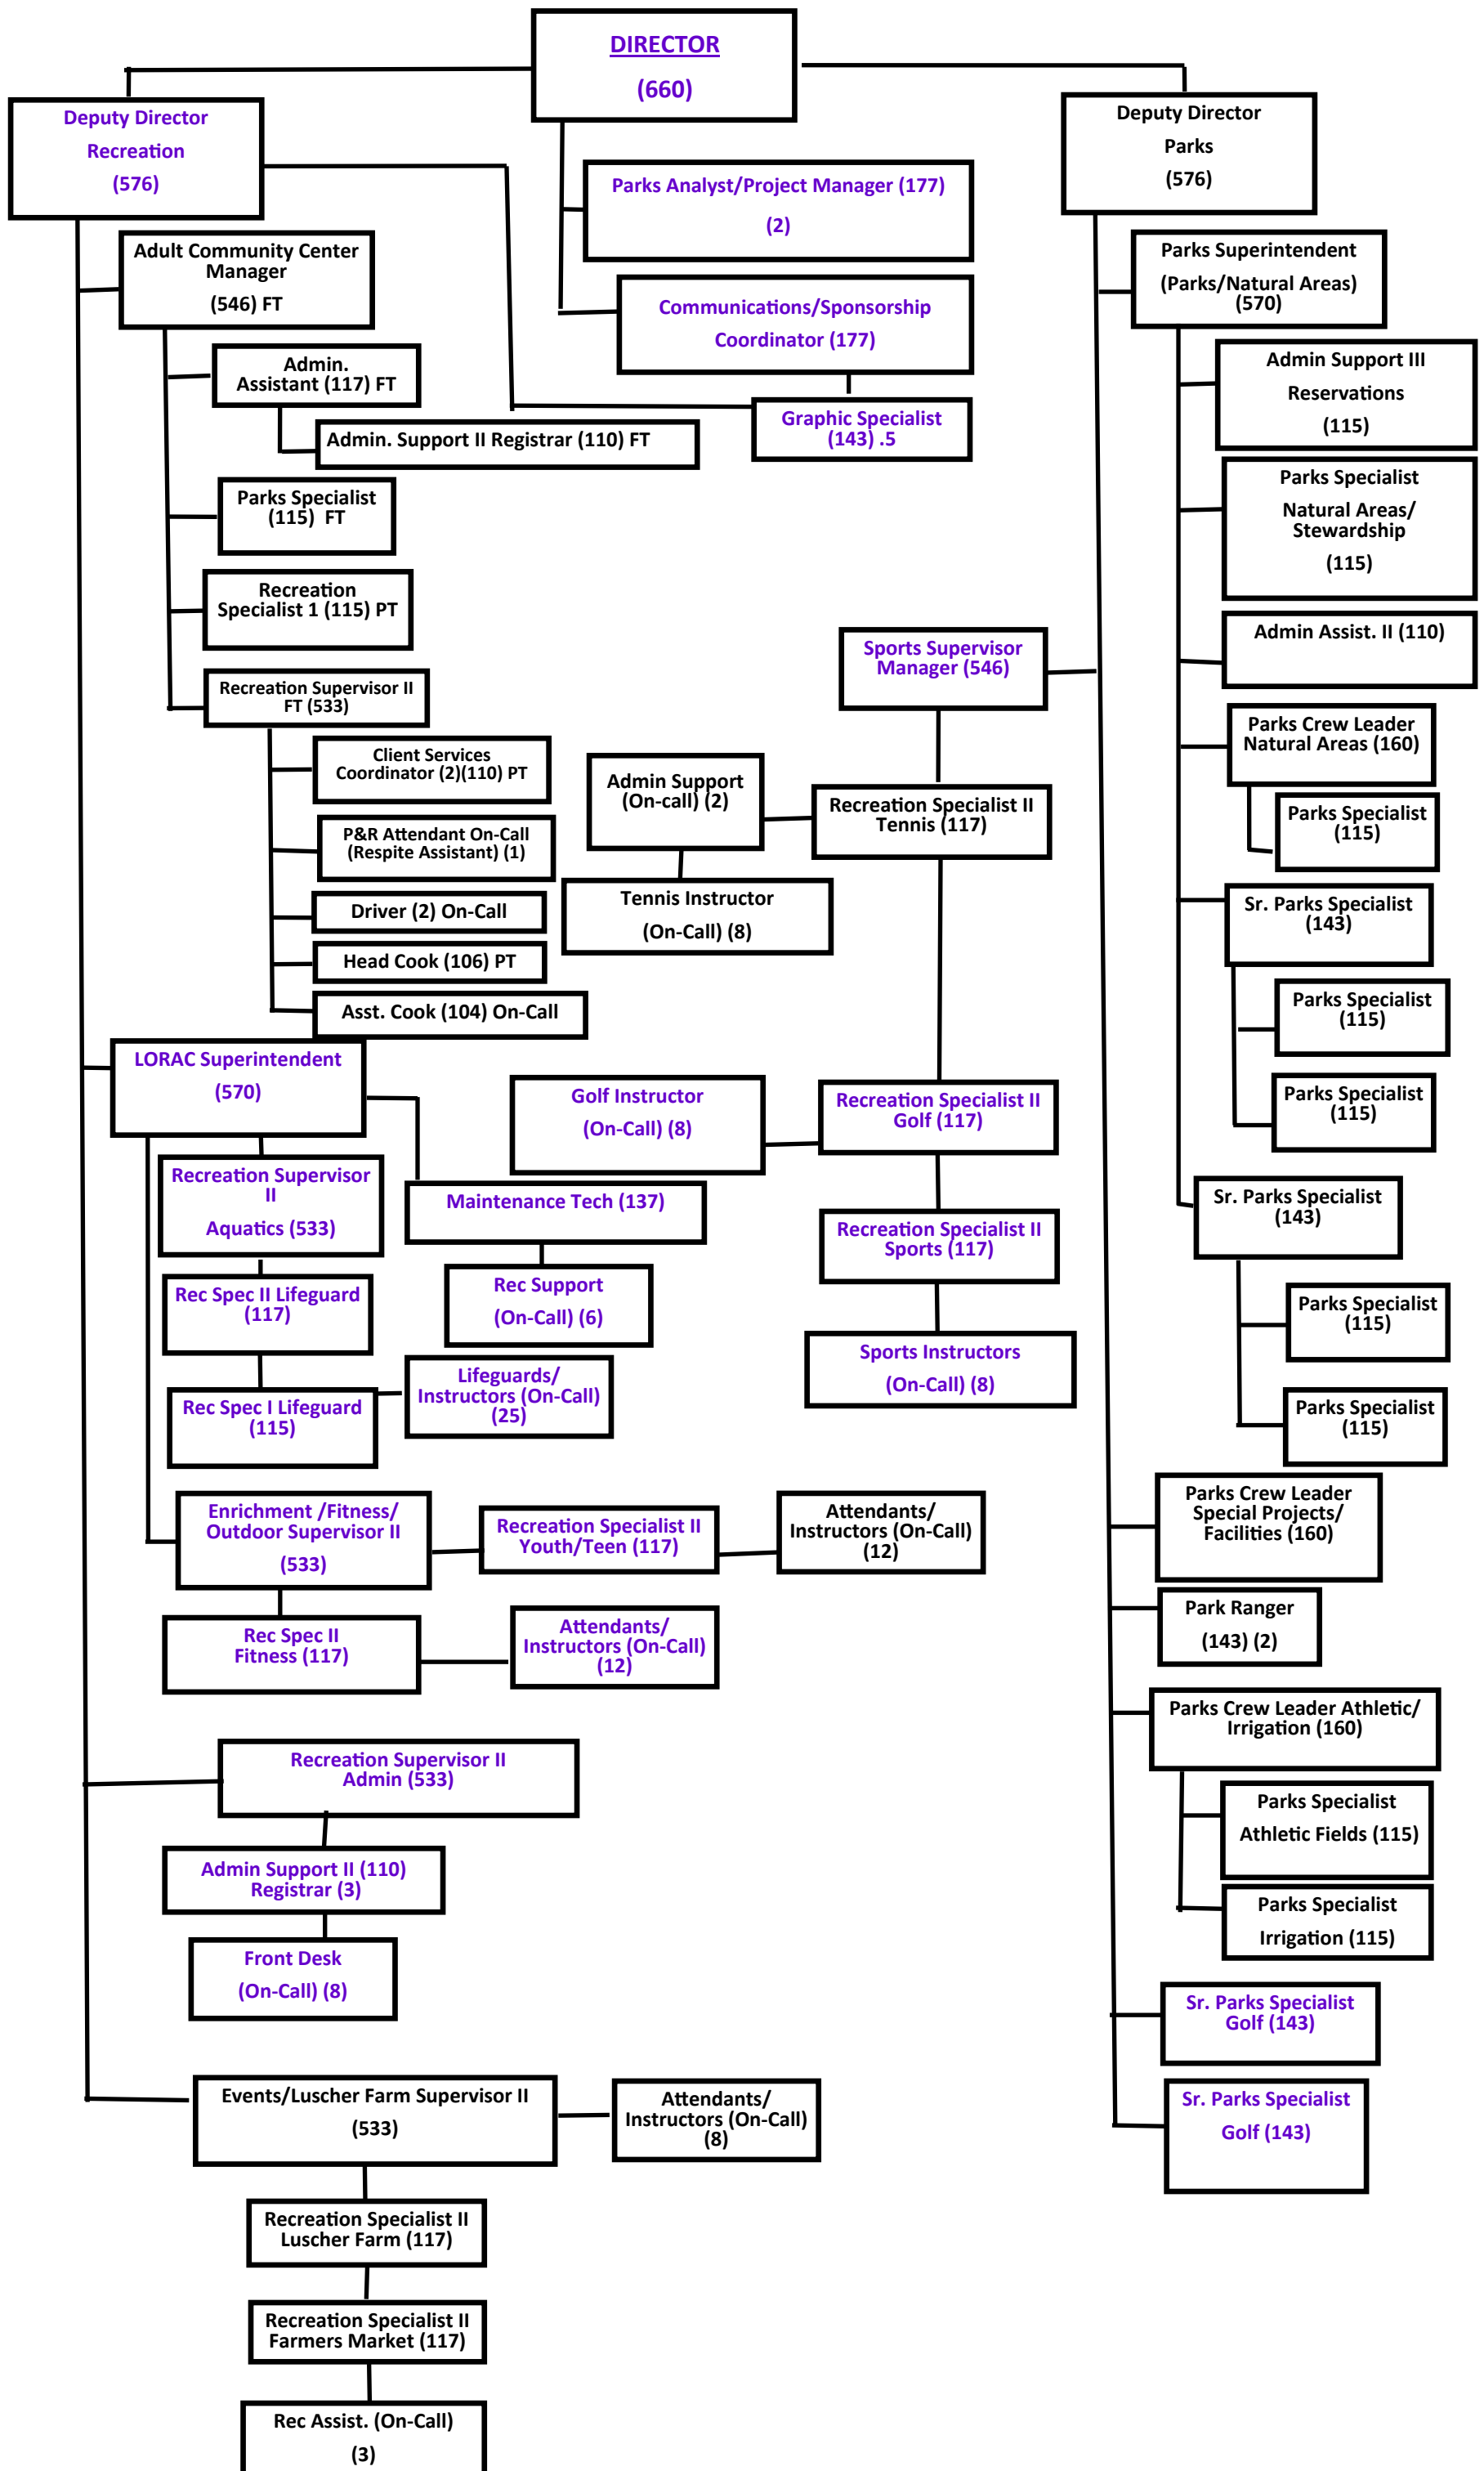 DIRECTOR
(660)
Deputy Director
Recreation
(576)
Deputy Director
Parks
(576)
Parks Analyst/Project Manager (177)
(2)
Communications/Sponsorship
Coordinator (177)
Graphic Specialist
(143) .5
Adult Community Center
Manager
(546) FT
Admin.
Assistant (117) FT
Admin. Support II Registrar (110) FT
Parks Specialist
(115)  FT
Recreation
Specialist 1 (115) PT
Recreation Supervisor II
FT (533)
Client Services
Coordinator (2)(110) PT
P&R Attendant On-Call
(Respite Assistant) (1)
Driver (2) On-Call
Head Cook (106) PT
Asst. Cook (104) On-Call
LORAC Superintendent
(570)
Recreation Supervisor
II
Aquatics (533)
Maintenance Tech (137)
Rec Support
(On-Call) (6)
Rec Spec II Lifeguard
(117)
Rec Spec I Lifeguard
(115)
Lifeguards/
Instructors (On-Call)
(25)
Enrichment /Fitness/
Outdoor Supervisor II
(533)
Recreation Specialist II
Youth/Teen (117)
Attendants/
Instructors (On-Call)
(12)
Rec Spec II
Fitness (117)
Attendants/
Instructors (On-Call)
(12)
Recreation Supervisor II
Admin (533)
Admin Support II (110)
Registrar (3)
Front Desk
(On-Call) (8)
Events/Luscher Farm Supervisor II
(533)
Attendants/
Instructors (On-Call)
(8)
Recreation Specialist II
Luscher Farm (117)
Recreation Specialist II
Farmers Market (117)
Rec Assist. (On-Call)
(3)
Sports Supervisor
Manager (546)
Admin Support
(On-call) (2)
Recreation Specialist II
Tennis (117)
Tennis Instructor
(On-Call) (8)
Golf Instructor
(On-Call) (8)
Recreation Specialist II
Golf (117)
Recreation Specialist II
Sports (117)
Sports Instructors
(On-Call) (8)
Parks Superintendent
(Parks/Natural Areas)
(570)
Admin Support III
Reservations
(115)
Parks Specialist
Natural Areas/
Stewardship
(115)
Admin Assist. II (110)
Parks Crew Leader
Natural Areas (160)
Parks Specialist
(115)
Sr. Parks Specialist
(143)
Parks Specialist
(115)
Parks Specialist
(115)
Sr. Parks Specialist
(143)
Parks Specialist
(115)
Parks Specialist
(115)
Parks Crew Leader
Special Projects/
Facilities (160)
Park Ranger
(143) (2)
Parks Crew Leader Athletic/
Irrigation (160)
Parks Specialist
Athletic Fields (115)
Parks Specialist
Irrigation (115)
Sr. Parks Specialist
Golf (143)
Sr. Parks Specialist
Golf (143)